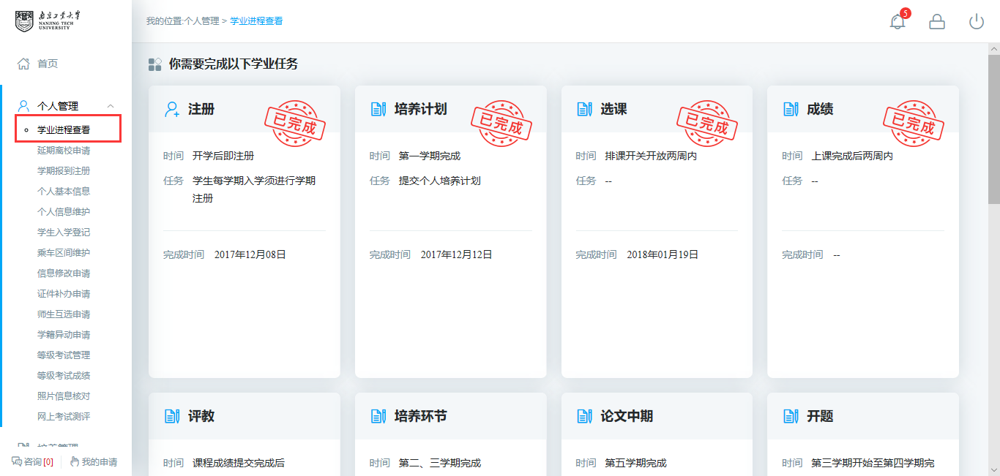 南京工业大学
NANJING TECH
UNIVERSITY
我的位置:个人管理 > 学业进程查看
5
首页
个人管理
学业进程查看
延期离校申请
学期报到注册
个人基本信息
个人信息维护
学生入学登记
乘车区间维护
信息修改申请
证件补办申请
师生互选申请
学籍异动申请
等级考试管理
等级考试成绩
照片信息核对
网上考试测评
培养管理
咨询[0]
我的申请
你需要完成以下学业任务
注册
已完成
时间 开学后即注册
任务 学生每学期入学须进行学期
注册
完成时间 2017年12月08日
培养计划
已完成
时间 第一学期完成
任务 提交个人培养计划
完成时间 2017年12月12日
选课
已完成
时间 排课开关开放两周内
任务 --
完成时间 2018年01月19日
成绩
已完成
时间 上课完成后两周内
任务 --
完成时间 --
评教
时间 课程成绩提交完成后
培养环节
时间 第二、三学期完成
论文中期
时间 第五学期完成
开题
时间 第三学期开始至第四学期完